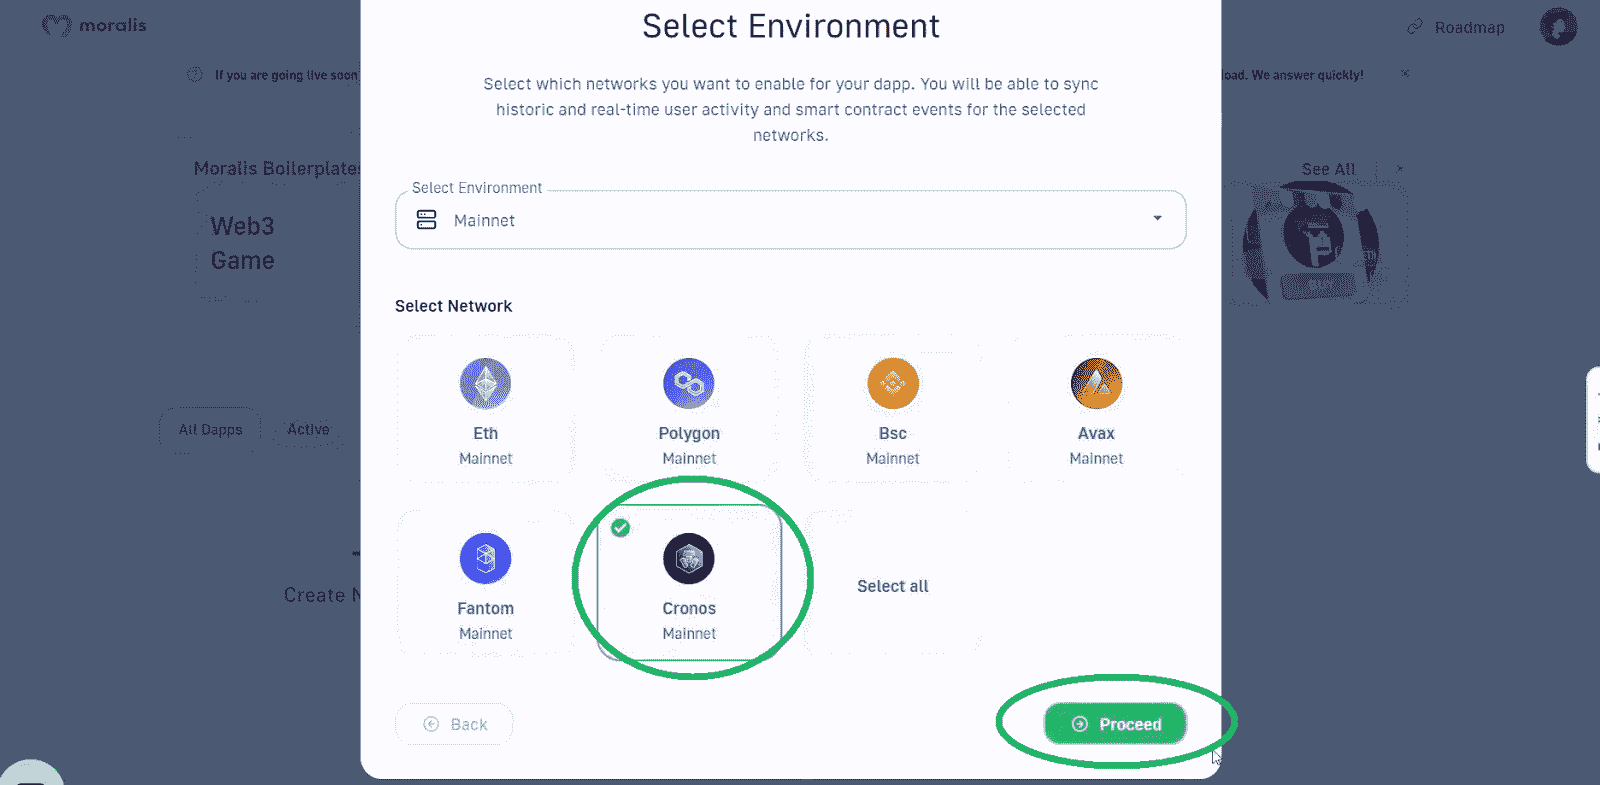 moralis
Roadmap
Select Environment
If you are going live soon
load. We answer quickly!
Select which networks you want to enable for your dapp. You will be able to sync
historic and real-time user activity and smart contract events for the selected
networks.
Moralis Boilerplates
See All
Select Environment
Mainnet
Web3
Game
BUY
Select Network
Eth
Mainnet
Polygon
Mainnet
Bsc
Mainnet
Avax
Mainnet
All Dapps
Active
Fantom
Mainnet
Cronos
Mainnet
Select all
Create N
Back
Proceed